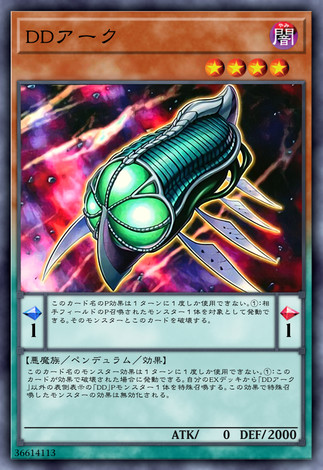 DDアーク
闇
やみ
このカード名のP効果は1ターンに1度しか使用できない。①:相
手フィールドのP召喚されたモンスター1体を対象として発動で
きる。そのモンスターとこのカードを破壊する。
1
1
【悪魔族/ペンデュラム/効果】
このカード名のモンスター効果は1ターンに1度しか使用できない。①:こ
のカードが効果で破壊された場合に発動できる。自分のEXデッキから「DDアーク」
以外の表側表示の「DD」Pモンスター1体を特殊召喚する。この効果で特殊召
喚したモンスターの効果は無効化される。
ATK/ 0 DEF/2000
36614113